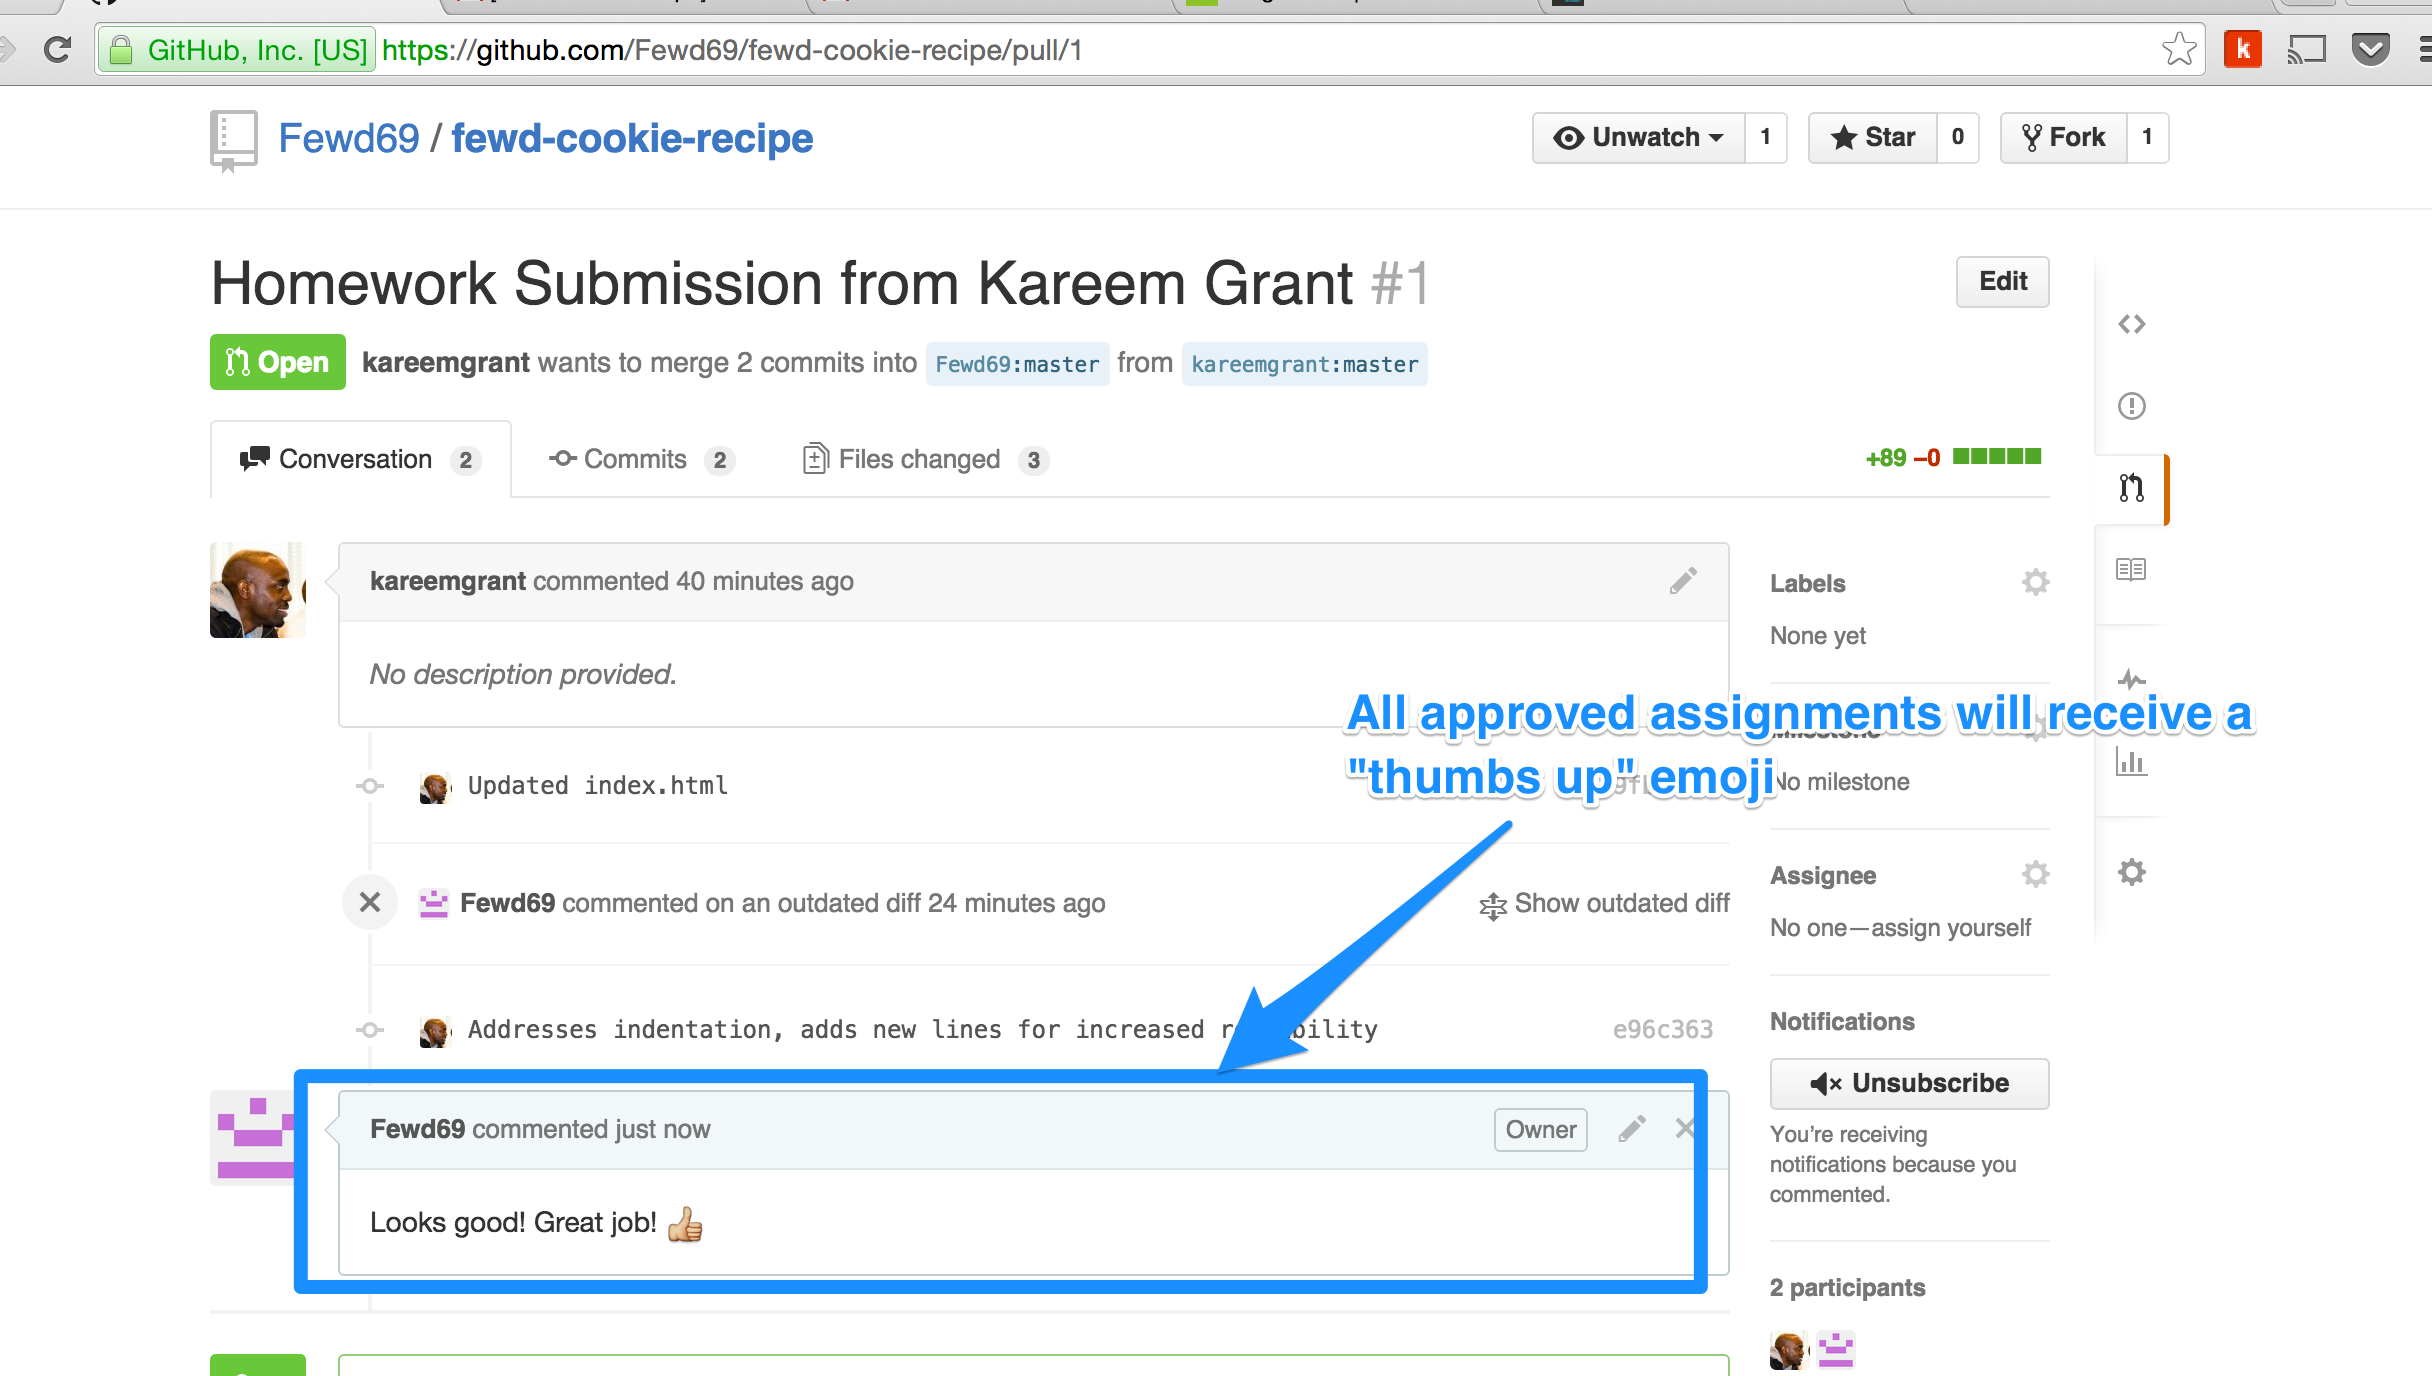 GitHub, Inc. [US] https://github.com/Fewd69/fewd-cookie-recipe/pull/1
k
Fewd69 / fewd-cookie-recipe
Unwatch 1 Star 0 Fork 1
Homework Submission from Kareem Grant #1
Edit
Open kareemgrant wants to merge 2 commits into Fewd69:master from kareemgrant:master
Conversation 2 Commits 2 Files changed 3
+89 −0
kareemgrant commented 40 minutes ago
No description provided.
Labels
None yet
All approved assignments will receive a
"thumbs up" emoji
Milestone
No milestone
Updated index.html
Fewd69 commented on an outdated diff 24 minutes ago
Show outdated diff
Assignee
No one—assign yourself
Addresses indentation, adds new lines for increased
e96c363
Notifications
Unsubscribe
You’re receiving
notifications because you
commented.
Fewd69 commented just now
Owner
Looks good! Great job! 👍
2 participants